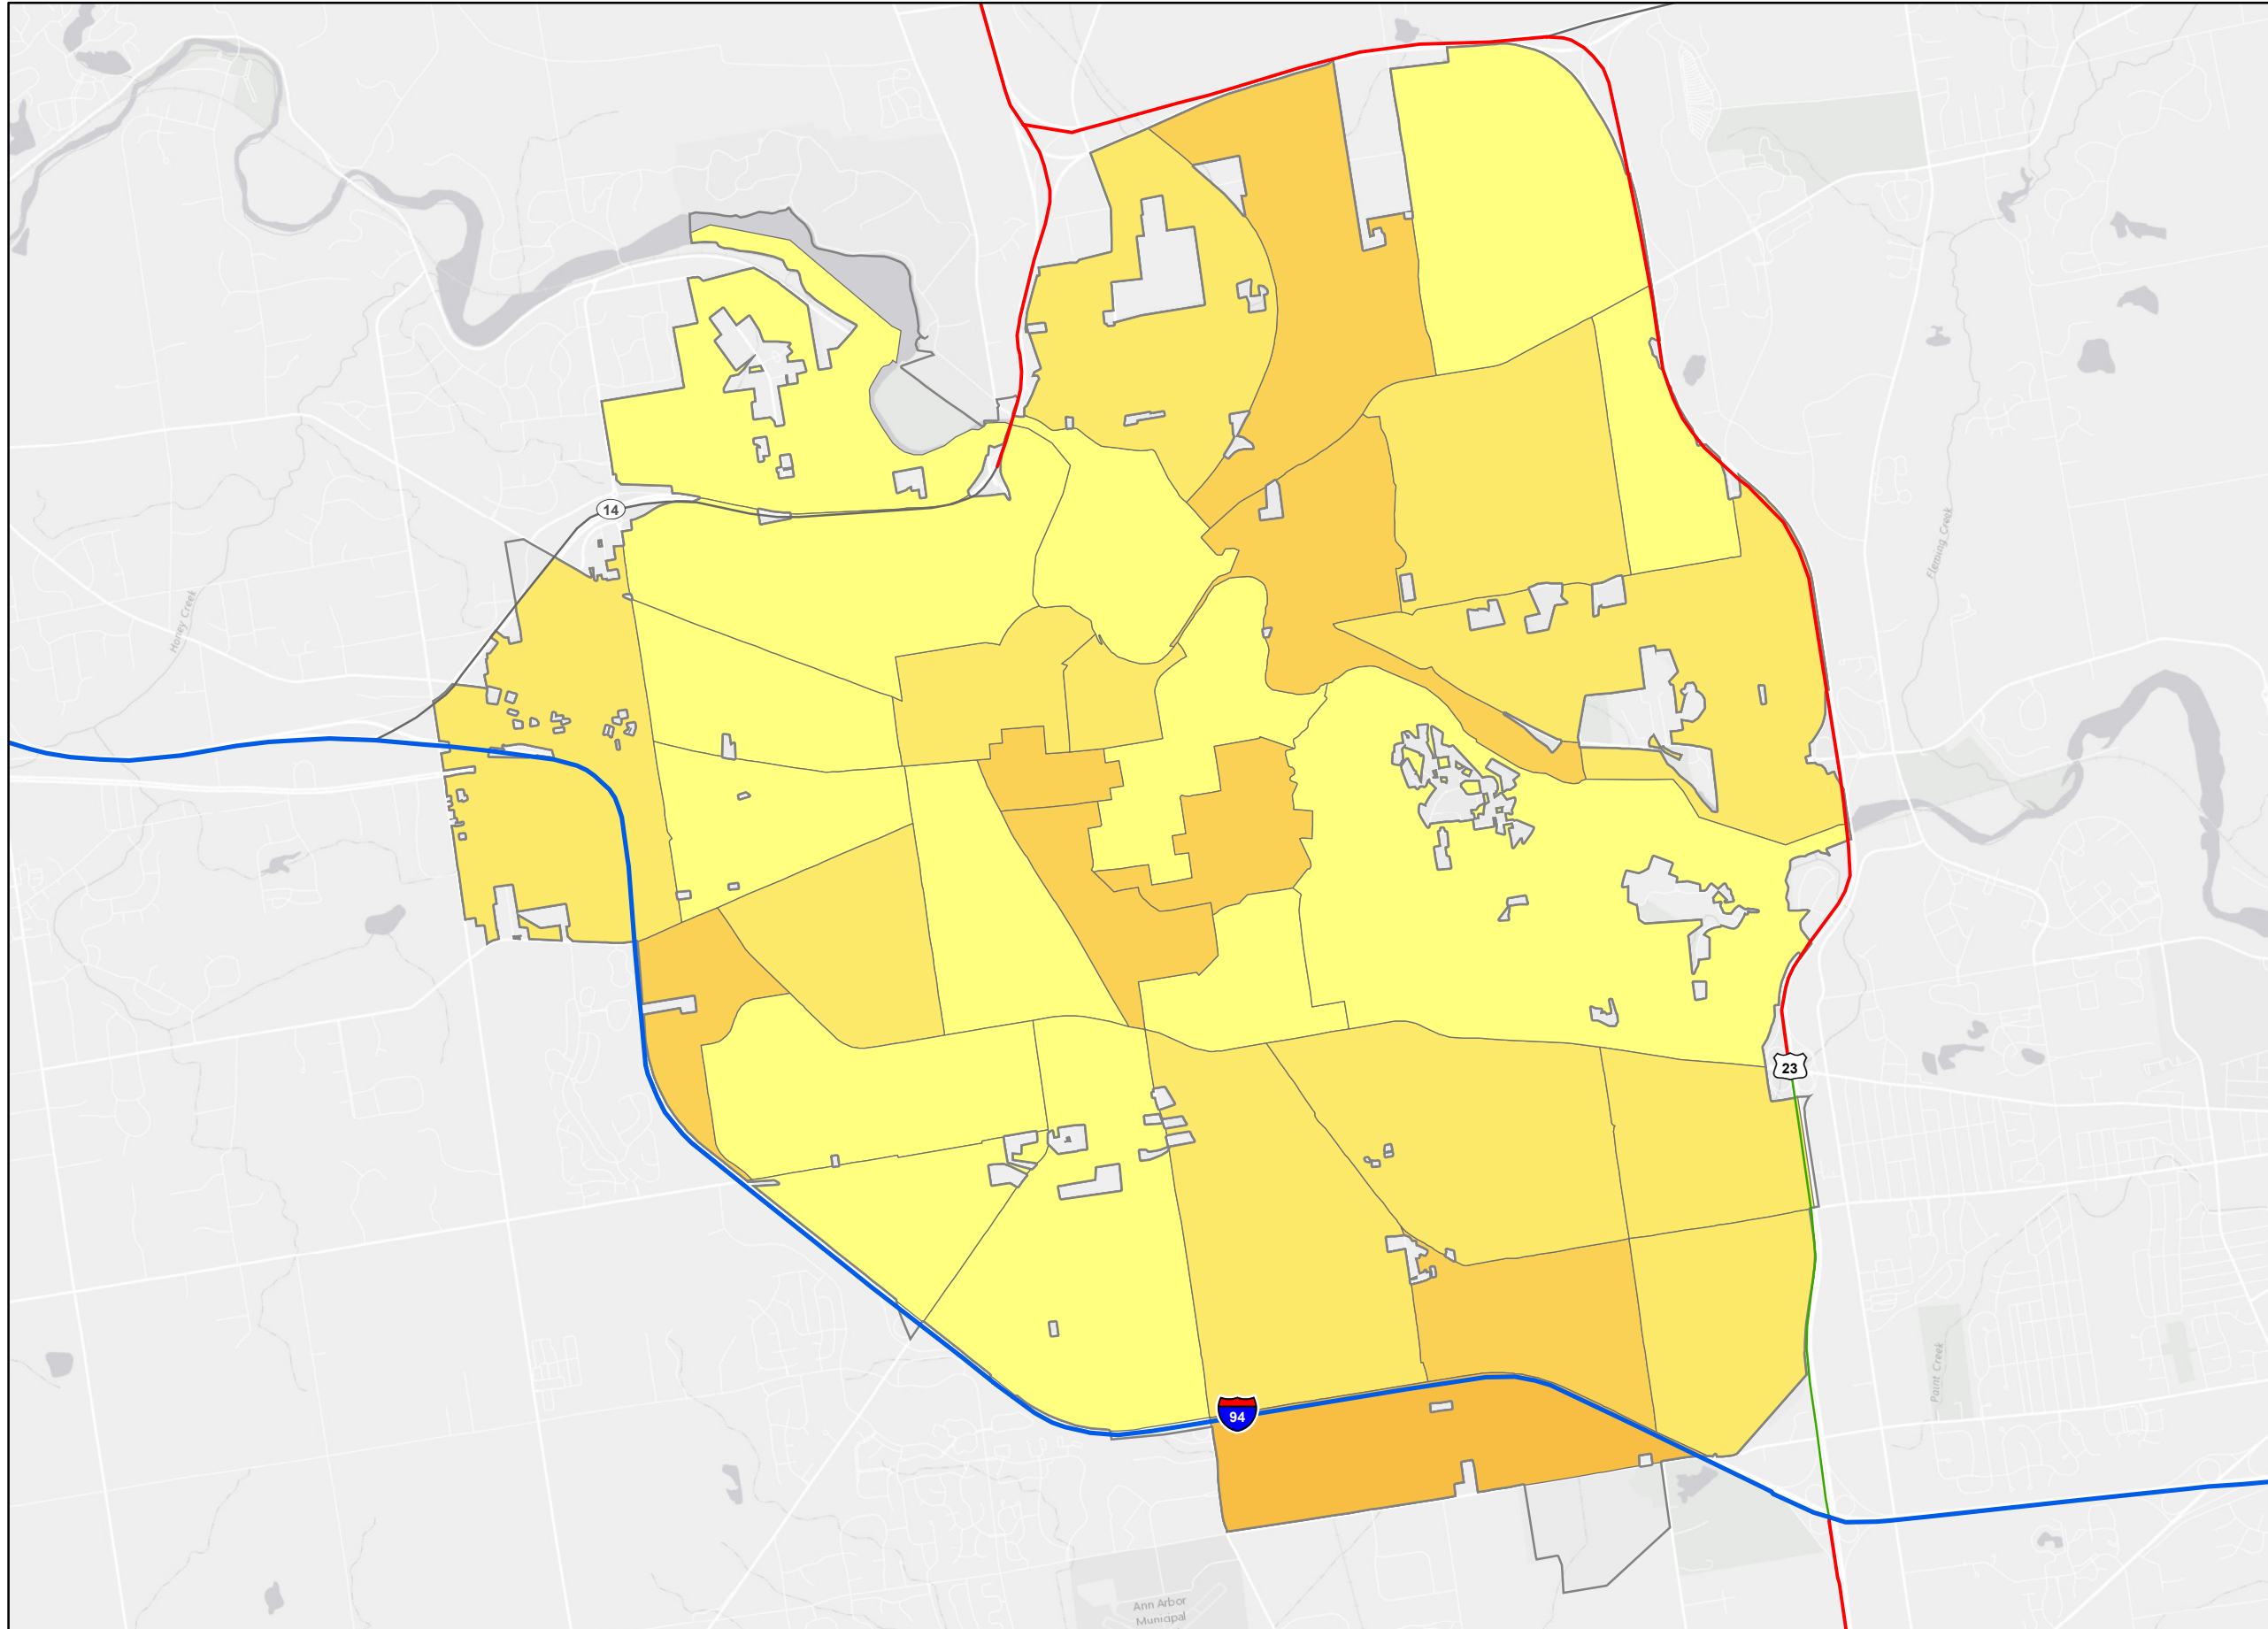 14
Honey Creek
Fleming Creek
23
Paint Creek
94
Ann Arbor
Municipal